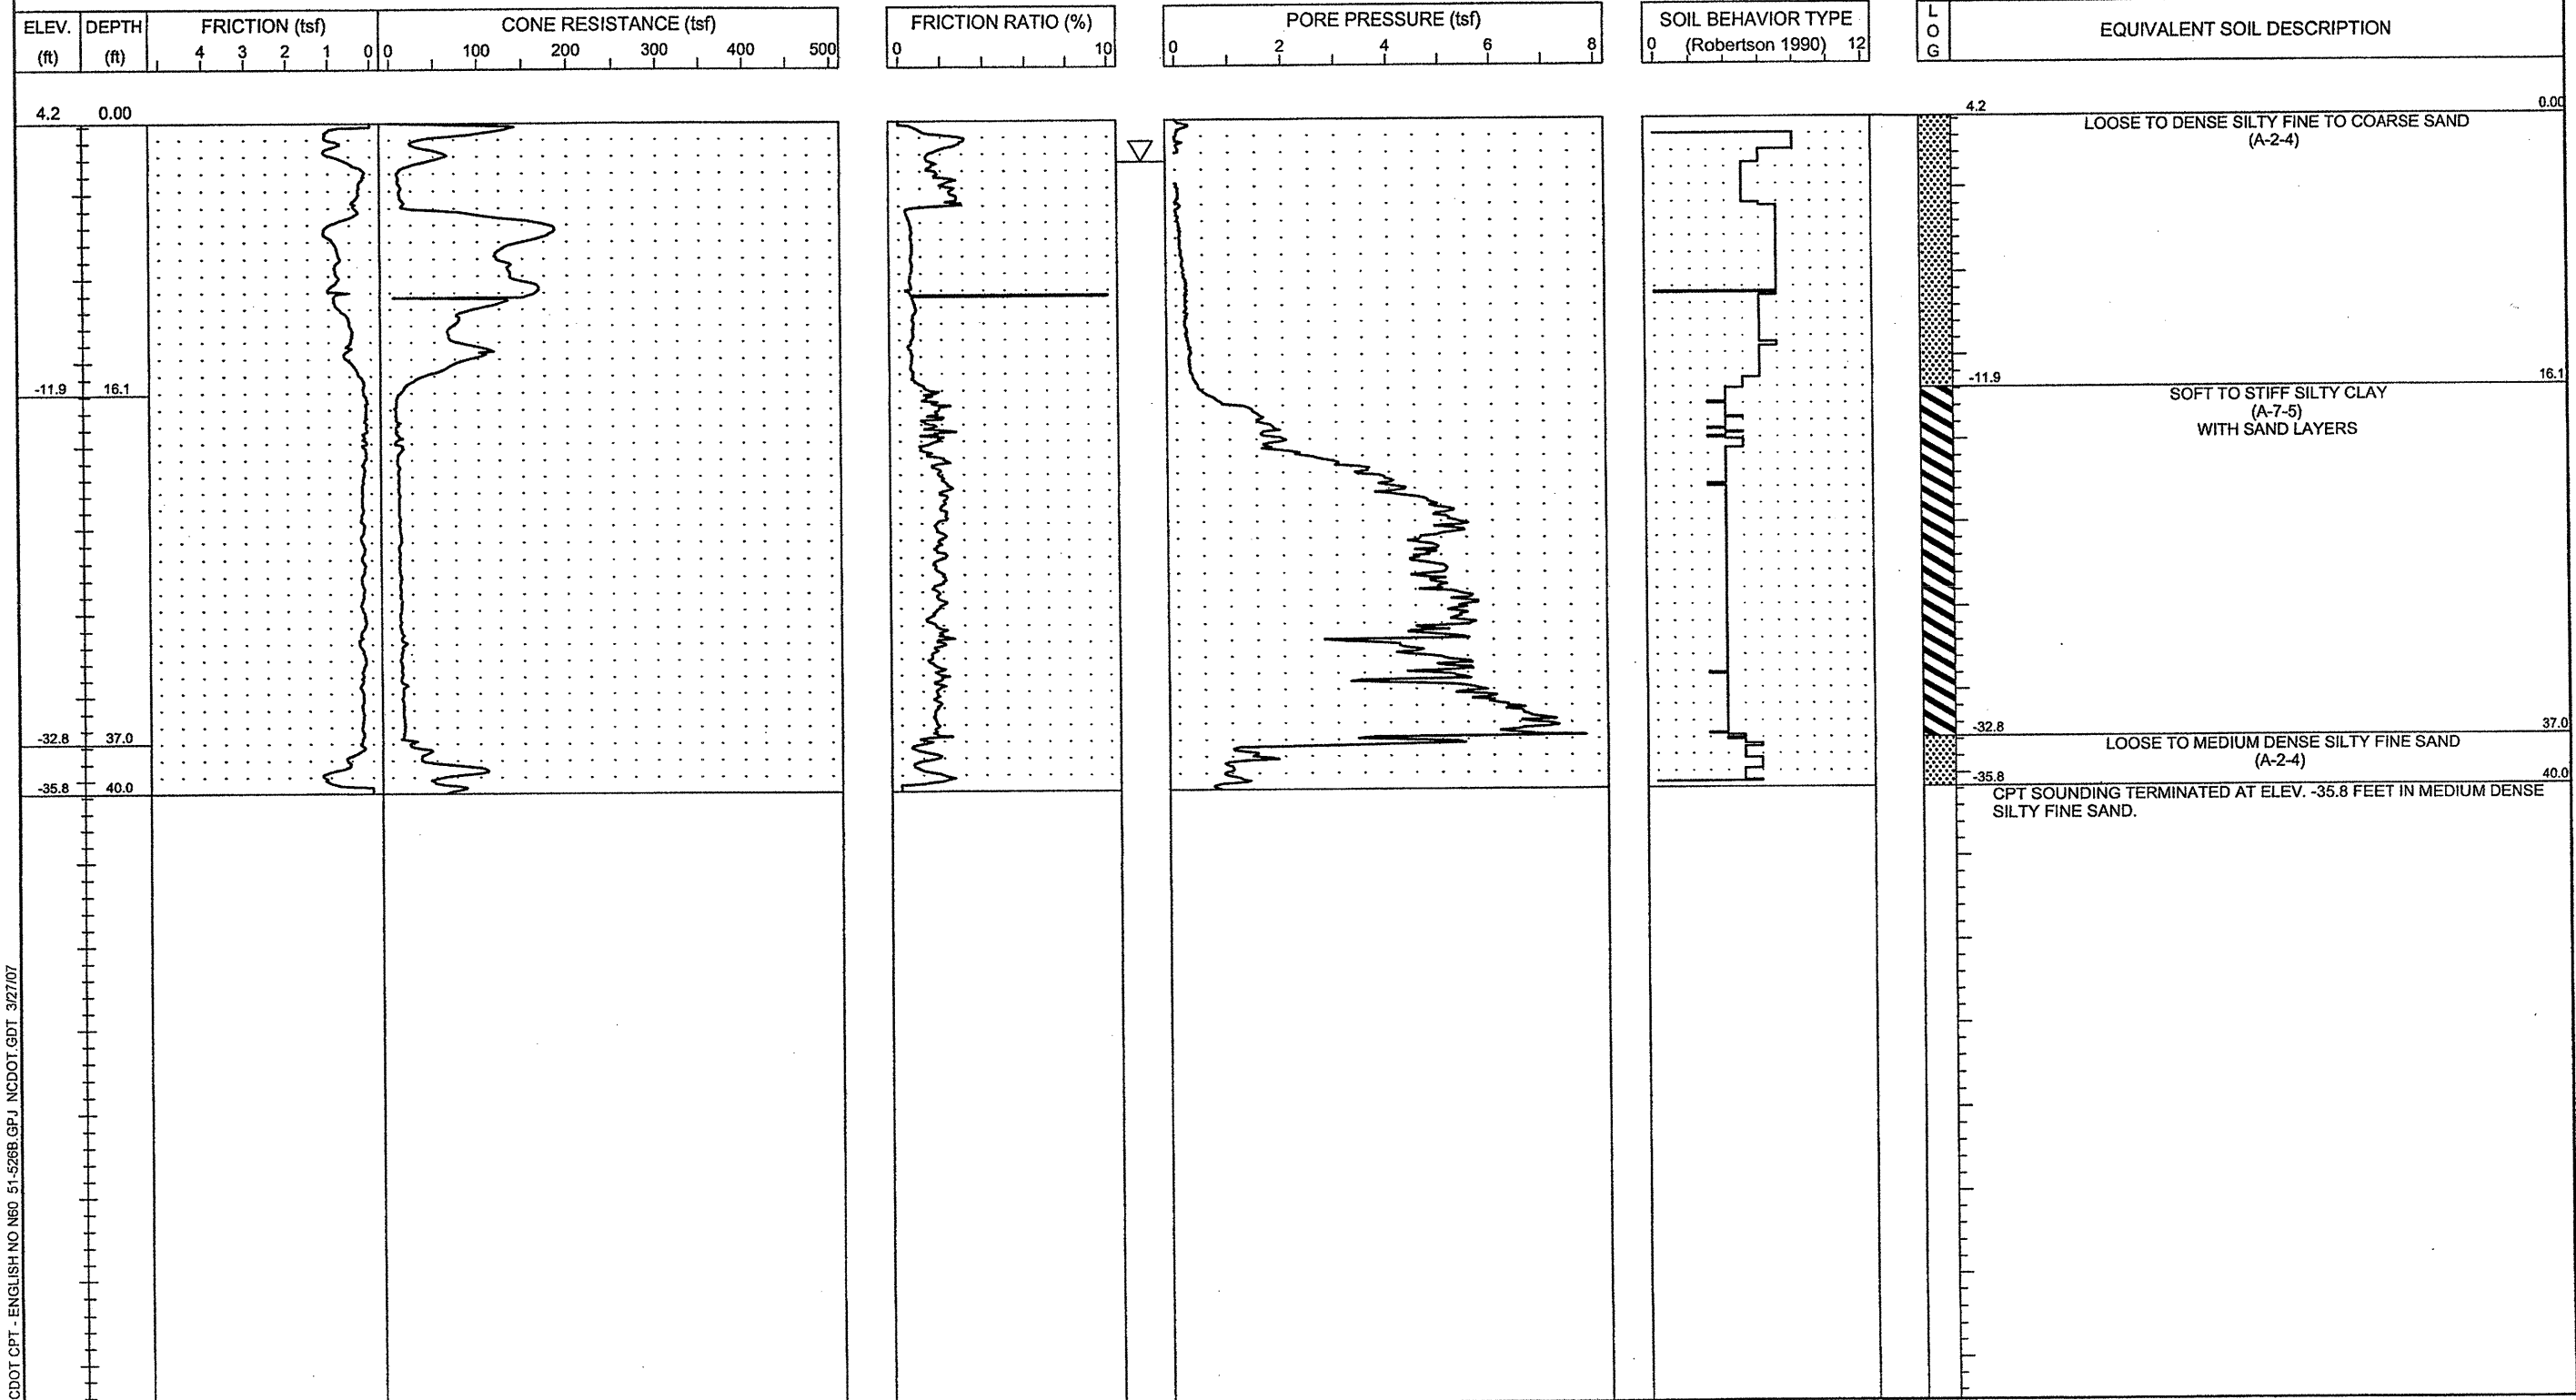 ELEV. DEPTH FRICTION (tsf) CONE RESISTANCE (tsf) FRICTION RATIO (%) PORE PRESSURE (tsf) SOIL BEHAVIOR TYPE L O G EQUIVALENT SOIL DESCRIPTION
(ft) (ft) 4 3 2 1 0 0 100 200 300 400 500 0 10 0 2 4 6 8 0 (Robertson 1990) 12
4.2 0.00 4.2 0.00
LOOSE TO DENSE SILTY FINE TO COARSE SAND
(A-2-4)
-11.9 16.1 -11.9 16.1
SOFT TO STIFF SILTY CLAY
(A-7-5)
WITH SAND LAYERS
-32.8 37.0 -32.8 37.0
LOOSE TO MEDIUM DENSE SILTY FINE SAND
(A-2-4)
-35.8 40.0 -35.8 40.0
CPT SOUNDING TERMINATED AT ELEV. -35.8 FEET IN MEDIUM DENSE
SILTY FINE SAND.
CDOT CPT - ENGLISH NO N60 51-526B.GPJ NCDOT.GDT 3/27/07